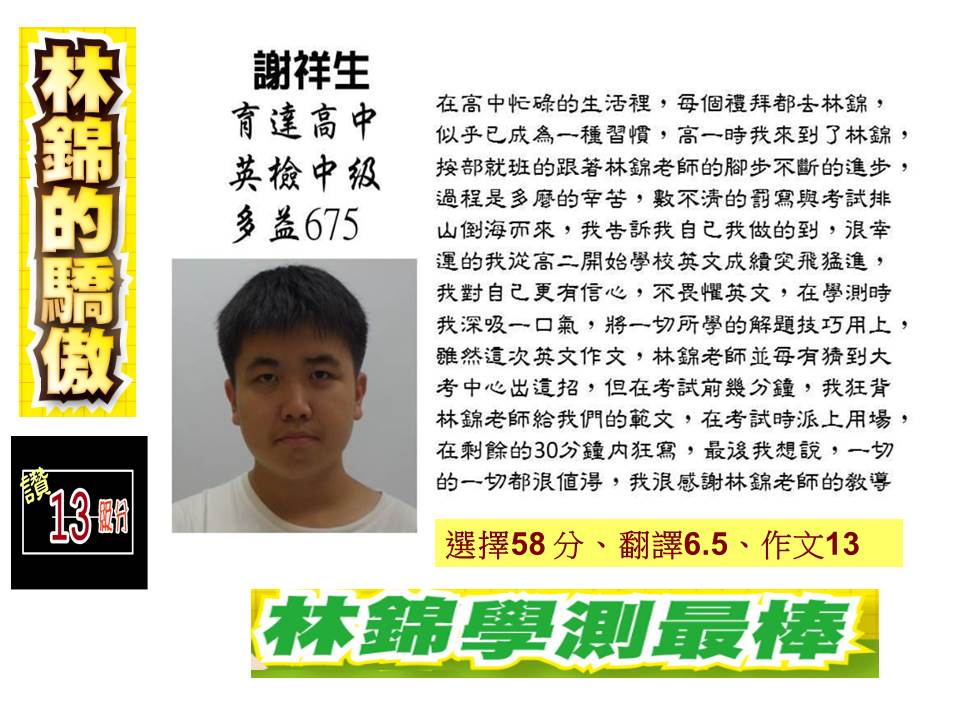 林錦的驕傲
讚
13級分
謝祥生
育達高中
英檢中級
多益675
在高中忙碌的生活裡，每個禮拜都去林錦，
似乎已成為一種習慣，高一時我來到了林錦，
按部就班的跟著林錦老師的腳步不斷的進步，
過程是多麼的辛苦，數不清的罰寫與考試排
山倒海而來，我告訴我自己我做的到，很幸
運的我從高二開始學校英文成績突飛猛進，
我對自己更有信心，不畏懼英文，在學測時
我深吸一口氣，將一切所學的解題技巧用上，
雖然這次英文作文，林錦老師並每有猜到大
考中心出這招，但在考試前幾分鐘，我狂背
林錦老師給我們的範文，在考試時派上用場，
在剩餘的30分鐘內狂寫，最後我想說，一切
的一切都很值得，我很感謝林錦老師的教導
選擇58 分、翻譯6.5、作文13
林錦學測最棒